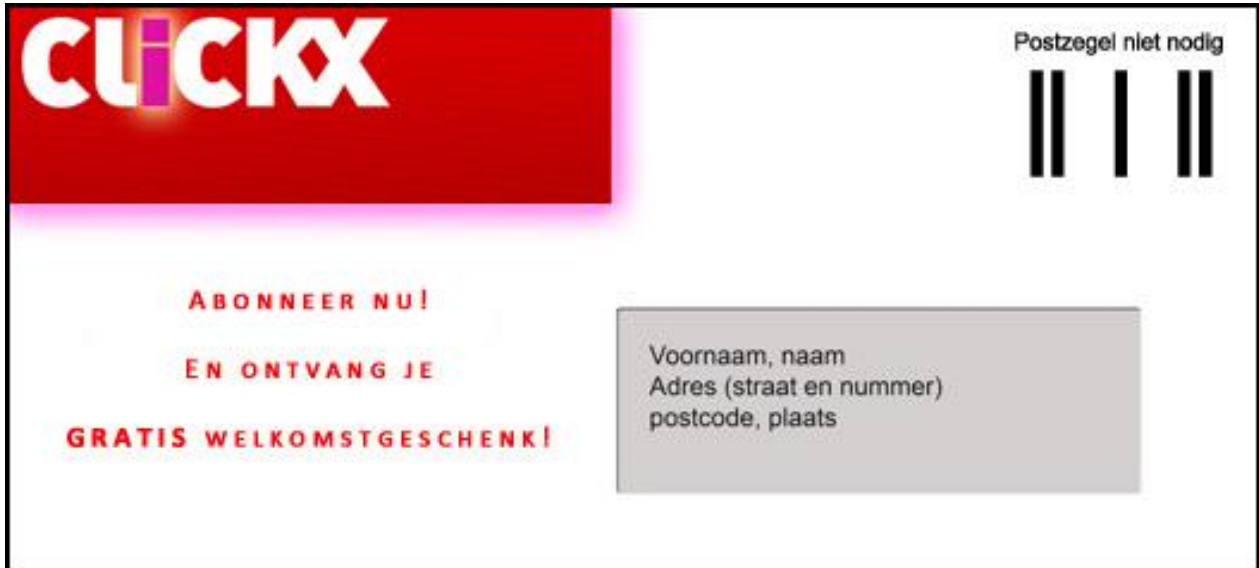 CLiCKX
Postzegel niet nodig
ABONNEER NU!
EN ONTVANG JE
GRATIS WELKOMSTGESCHENK!
Voornaam, naam
Adres (straat en nummer)
postcode, plaats